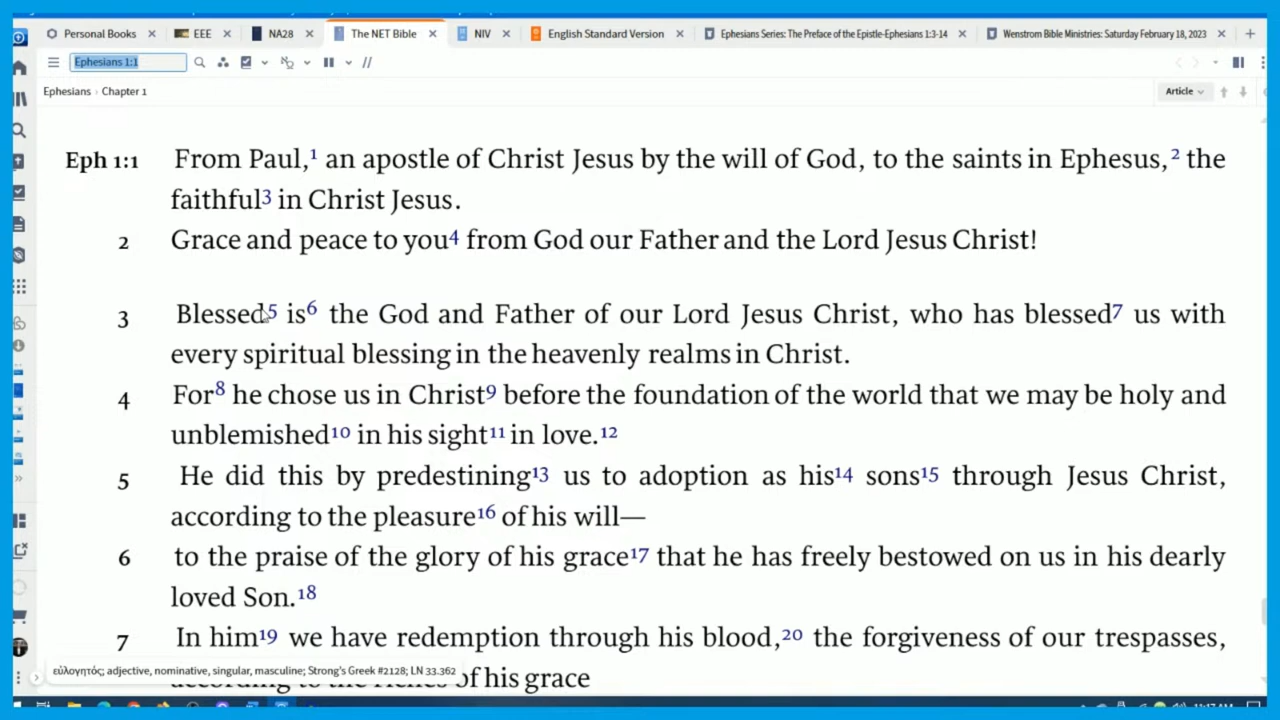 Personal Books × EEE × NA28 × The NET Bible × NIV × English Standard Version × Ephesians Series: The Preface of the Epistle-Ephesians 1:3-14 × Wenstrom Bible Ministries: Saturday February 18, 2023 × +
Ephesians 1:1
Ephesians › Chapter 1 Article
Eph 1:1 From Paul,1 an apostle of Christ Jesus by the will of God, to the saints in Ephesus,2 the
faithful3 in Christ Jesus.
2 Grace and peace to you4 from God our Father and the Lord Jesus Christ!
3 Blessed5 is6 the God and Father of our Lord Jesus Christ, who has blessed7 us with
every spiritual blessing in the heavenly realms in Christ.
4 For8 he chose us in Christ9 before the foundation of the world that we may be holy and
unblemished10 in his sight11 in love.12
5 He did this by predestining13 us to adoption as his14 sons15 through Jesus Christ,
according to the pleasure16 of his will—
6 to the praise of the glory of his grace17 that he has freely bestowed on us in his dearly
loved Son.18
7 In him19 we have redemption through his blood,20 the forgiveness of our trespasses,
εὐλογητός; adjective, nominative, singular, masculine; Strong's Greek #2128; LN 33.362
according to the riches of his grace